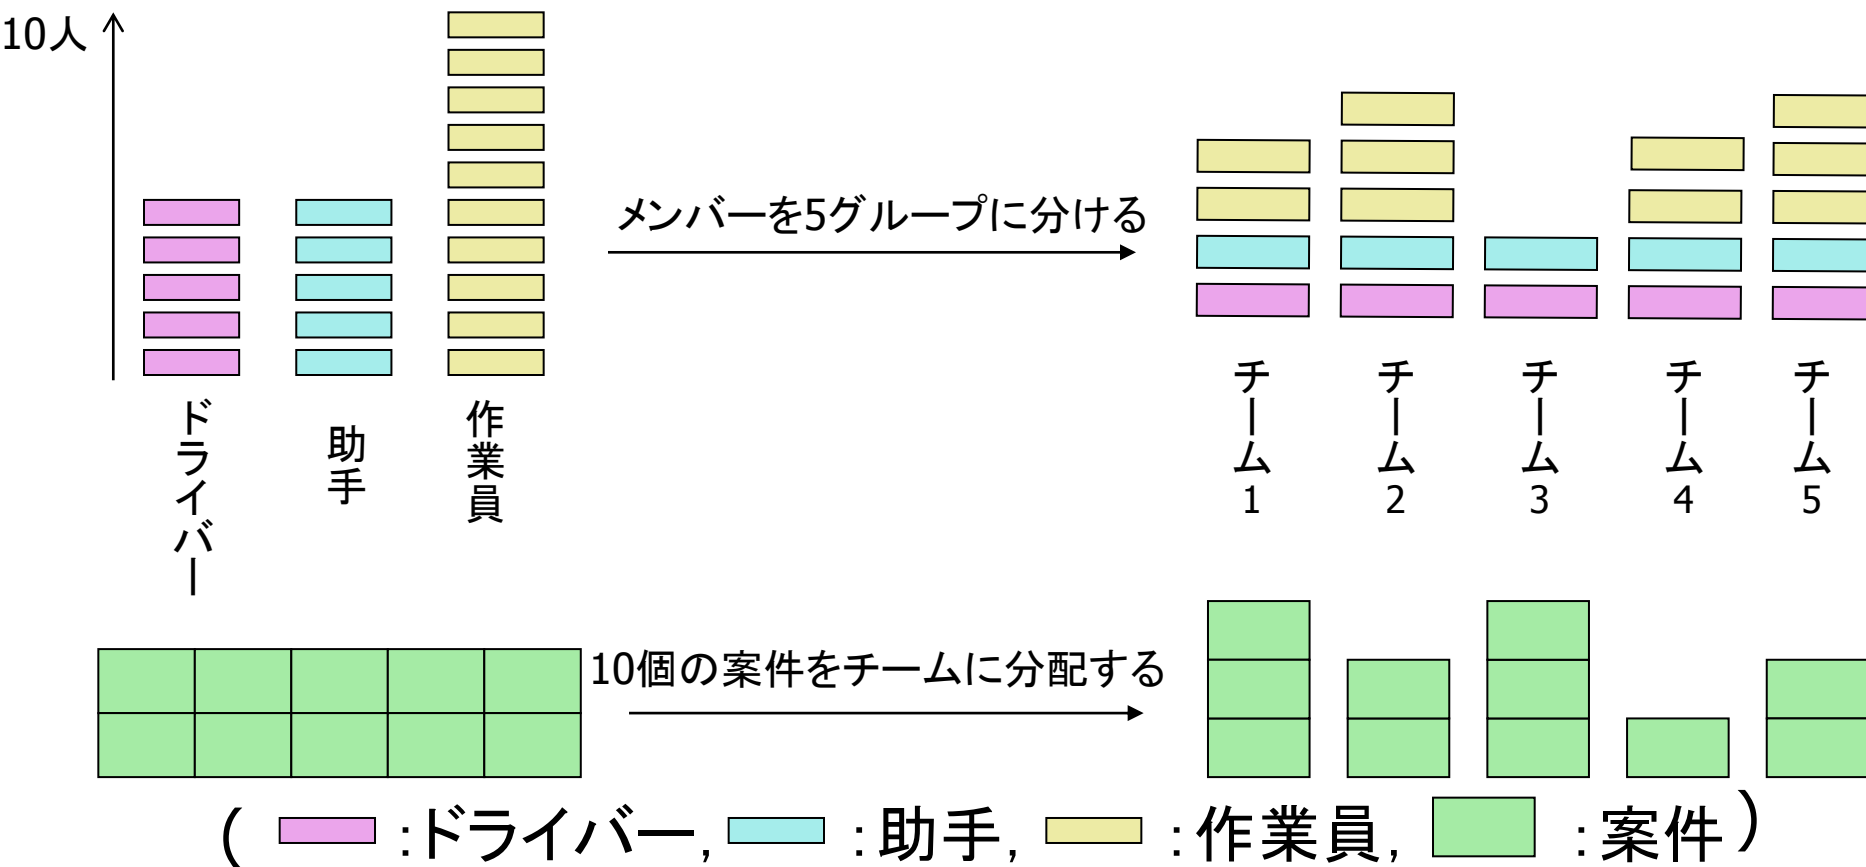 10人
ドライバー
助手
作業員
メンバーを5グループに分ける
チーム1
チーム2
チーム3
チーム4
チーム5
10個の案件をチームに分配する
( :ドライバー, :助手, :作業員, :案件)